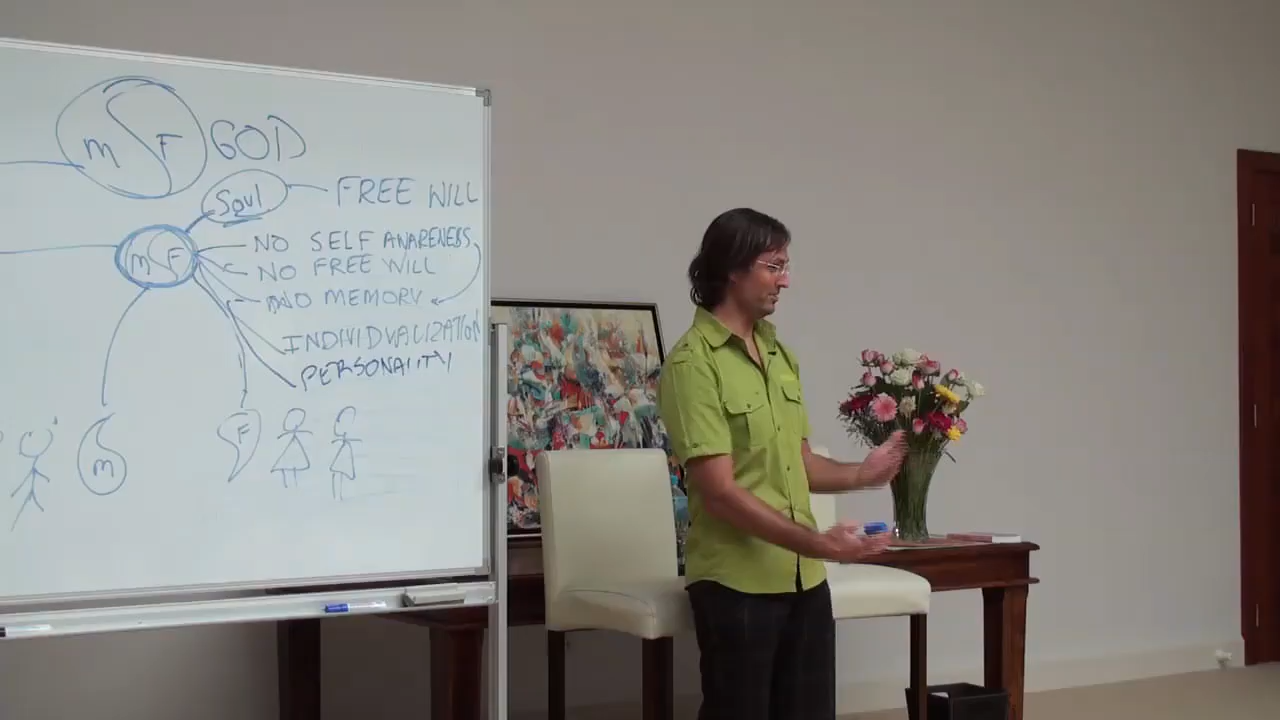 m F GOD
Soul FREE WILL
m F NO SELF AWARENESS
NO FREE WILL
NO MEMORY
INDIVIDUALIZATION
PERSONALITY
m F